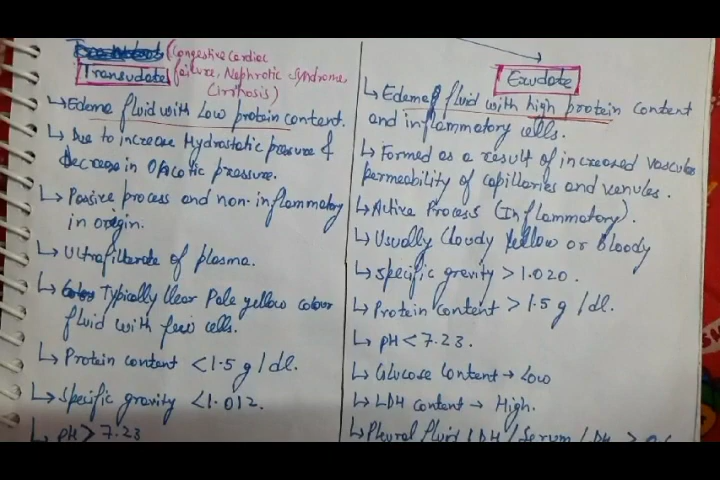 (Congestive Cardiac
Transudate failure, Nephrotic Syndrome,
Cirrhosis)
↳ Edema fluid with Low protein content.
↳ Due to increase Hydrostatic pressure &
decrease in Oncotic pressure.
↳ Passive process and non-inflammatory
in origin.
↳ Ultrafilterate of plasma.
↳ Typically Clear Pale yellow colour
fluid with few cells.
↳ Protein content <1.5 g/dl.
↳ Specific gravity <1.012.
↳ pH > 7.23
Exudate
↳ Edema fluid with high protein content
and inflammatory cells.
↳ Formed as a result of increased vascular
permeability of capillaries and venules.
↳ Active Process (Inflammatory).
↳ Usually Cloudy Yellow or Bloody
↳ Specific gravity > 1.020.
↳ Protein Content > 1.5 g/dl.
↳ pH < 7.23.
↳ Glucose Content → Low
↳ LDH Content → High.
↳ Pleural fluid LDH / Serum LDH >